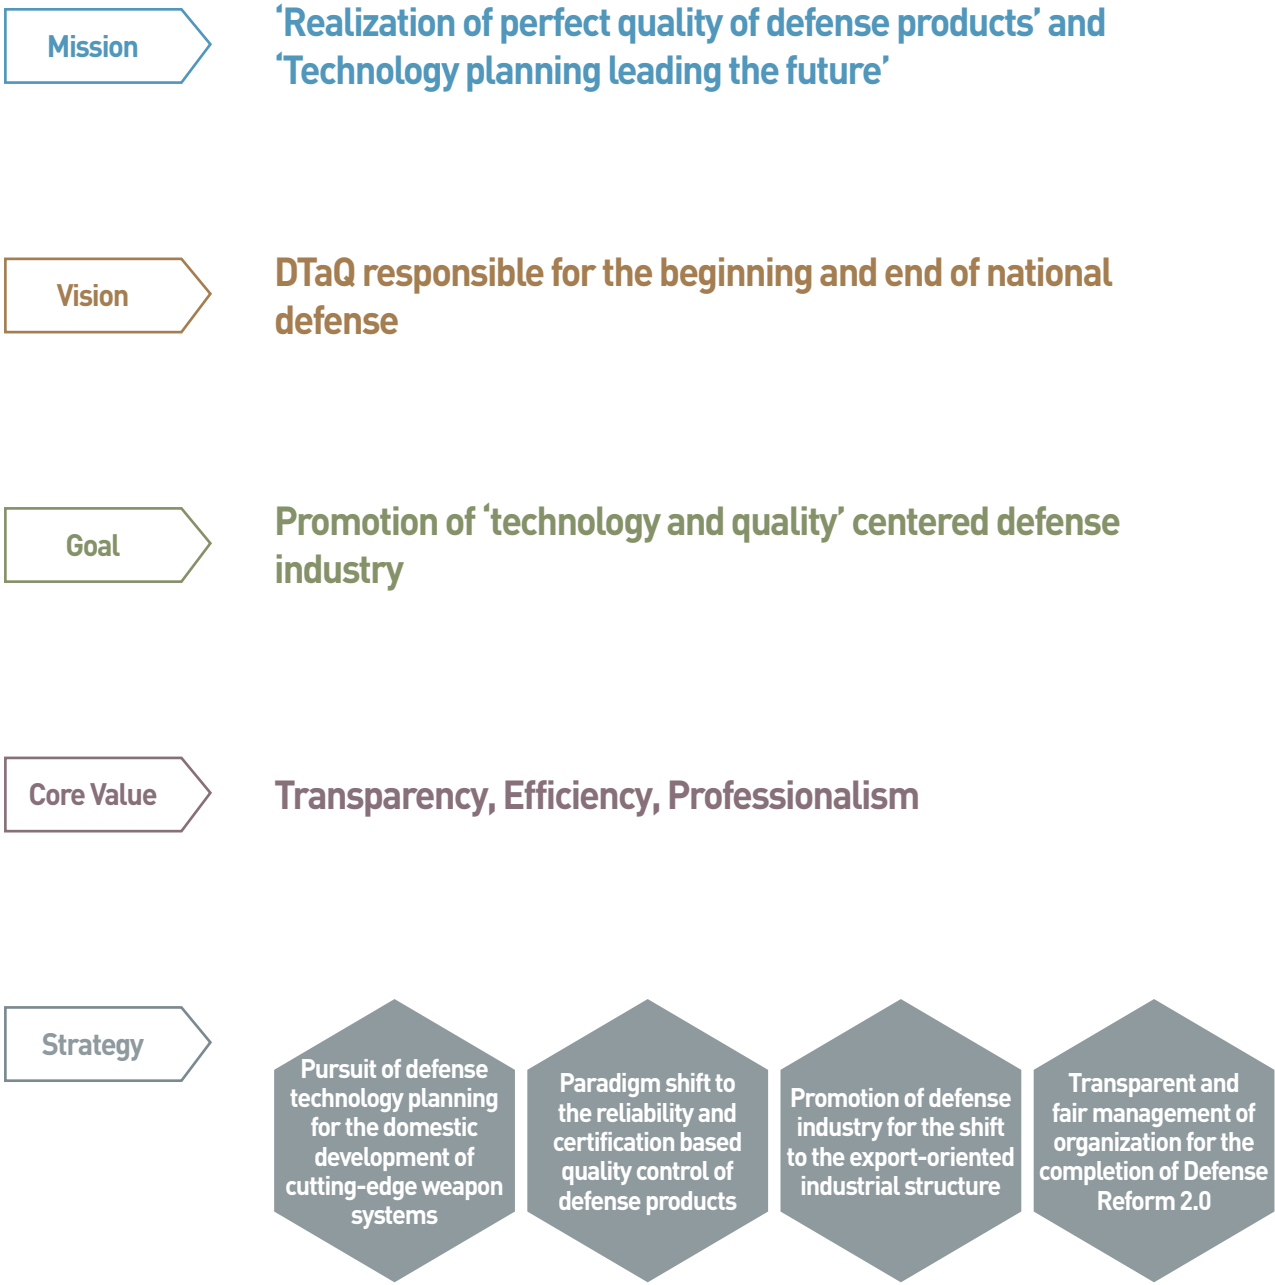 Mission
‘Realization of perfect quality of defense products’ and
‘Technology planning leading the future’
Vision
DTaQ responsible for the beginning and end of national
defense
Goal
Promotion of ‘technology and quality’ centered defense
industry
Core Value
Transparency, Efficiency, Professionalism
Strategy
Pursuit of defense
technology planning
for the domestic
development of
cutting-edge weapon
systems
Paradigm shift to
the reliability and
certification based
quality control of
defense products
Promotion of defense
industry for the shift
to the export-oriented
industrial structure
Transparent and
fair management of
organization for the
completion of Defense
Reform 2.0